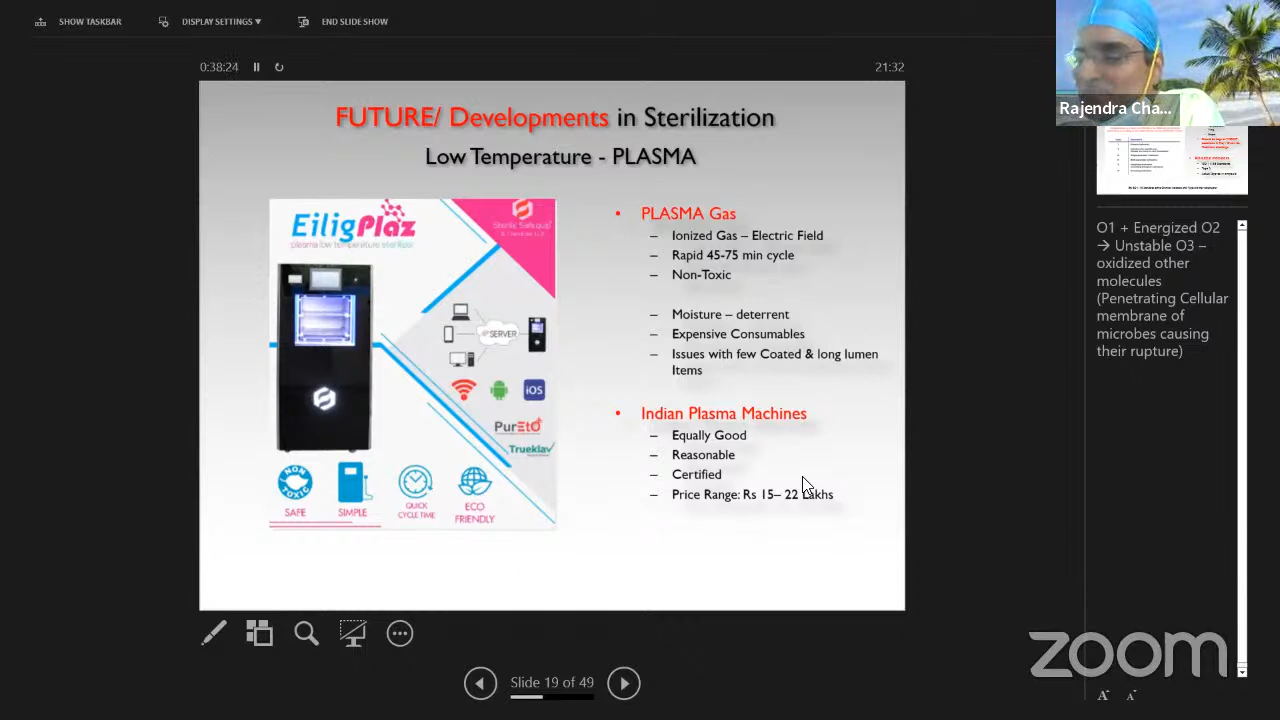 SHOW TASKBAR
DISPLAY SETTINGS ▼
END SLIDE SHOW
0:38:24
21:32
FUTURE/ Developments in Sterilization
Low Temperature - PLASMA
EiligPlaz
plasma low temperature sterilizer
SERVER
iOS
PurEtO
Trueklav
NON TOXIC
SAFE
SIMPLE
QUICK
CYCLE TIME
ECO
FRIENDLY
• PLASMA Gas
– Ionized Gas – Electric Field
– Rapid 45-75 min cycle
– Non-Toxic
– Moisture – deterrent
– Expensive Consumables
– Issues with few Coated & long lumen
Items
• Indian Plasma Machines
– Equally Good
– Reasonable
– Certified
– Price Range: Rs 15– 22 Lakhs
Slide 19 of 49
Rajendra Cha...
O1 + Energized O2
→ Unstable O3 –
oxidized other
molecules
(Penetrating Cellular
membrane of
microbes causing
their rupture)
zoom
A A